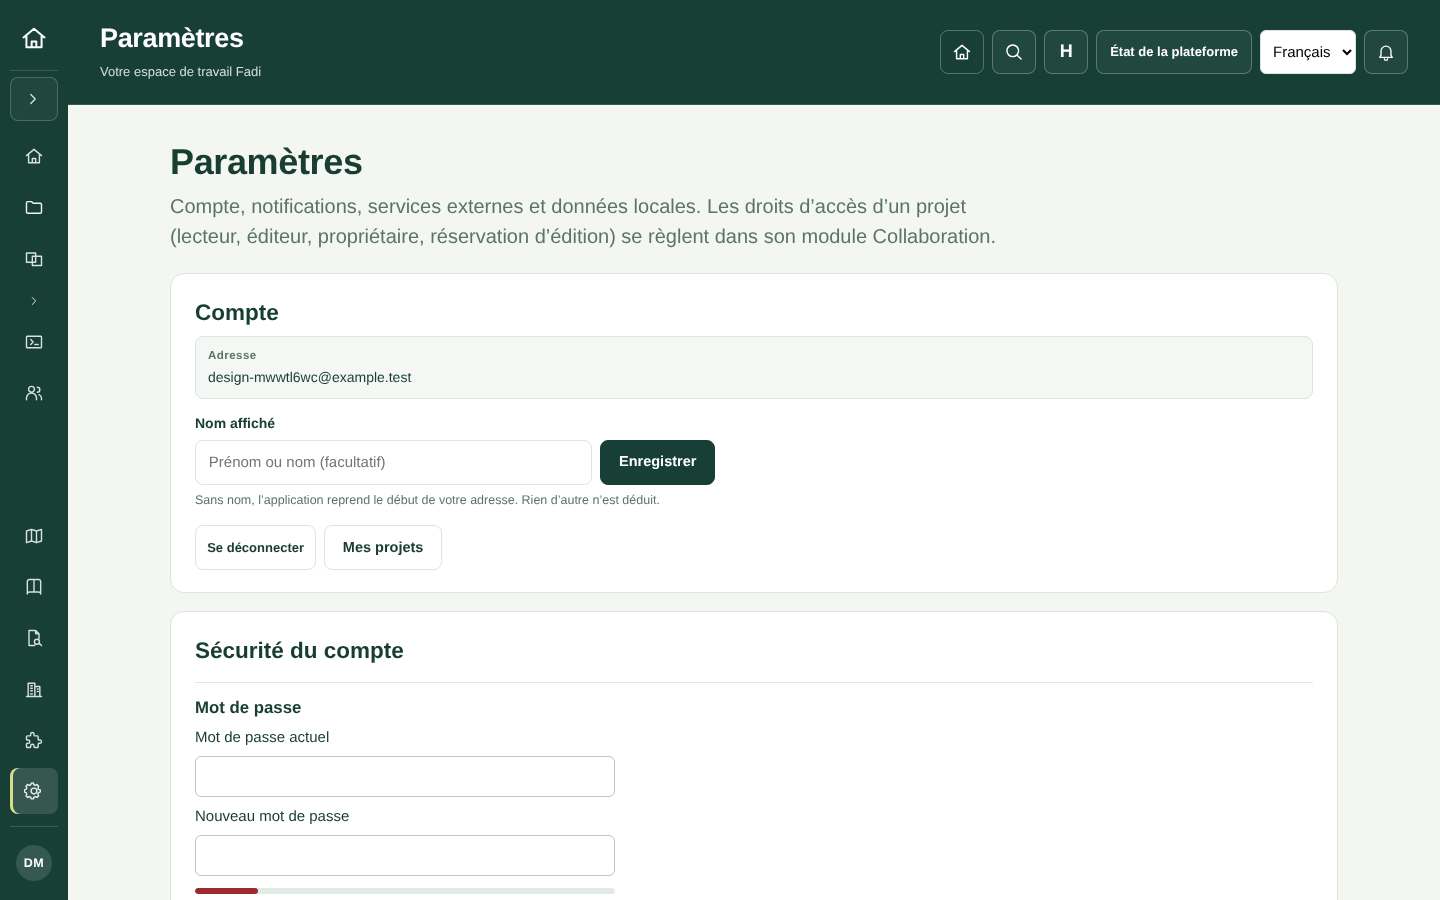 Paramètres
Votre espace de travail Fadi
H
État de la plateforme
Français
Paramètres
Compte, notifications, services externes et données locales. Les droits d’accès d’un projet
(lecteur, éditeur, propriétaire, réservation d’édition) se règlent dans son module Collaboration.
Compte
Adresse
design-mwwtl6wc@example.test
Nom affiché
Prénom ou nom (facultatif)
Enregistrer
Sans nom, l’application reprend le début de votre adresse. Rien d’autre n’est déduit.
Se déconnecter
Mes projets
Sécurité du compte
Mot de passe
Mot de passe actuel
Nouveau mot de passe
DM